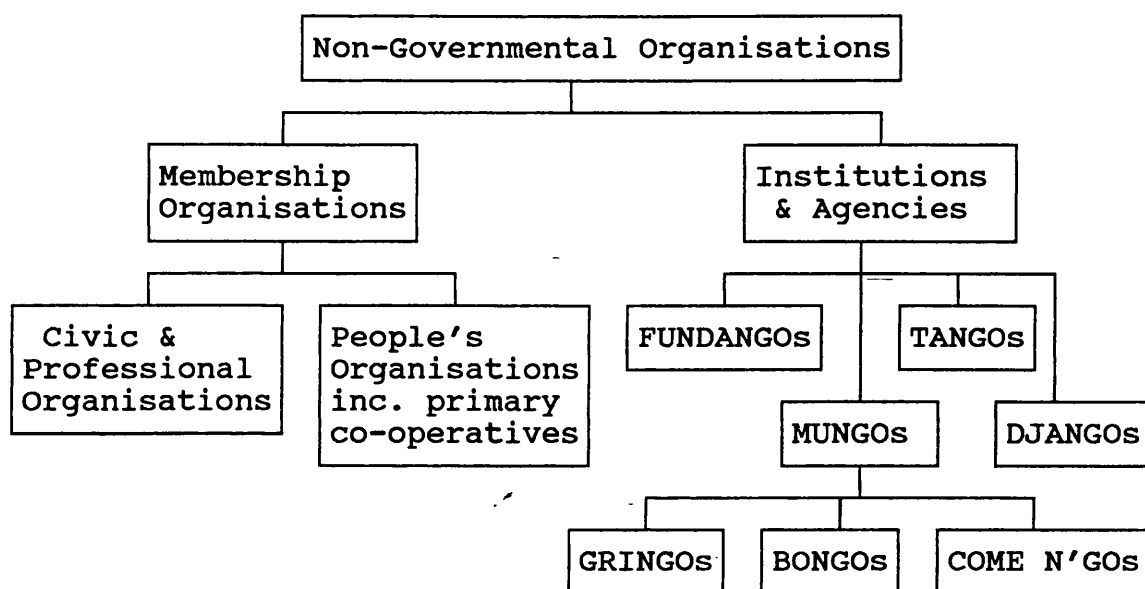 Non-Governmental Organisations
Membership
Organisations
Institutions
& Agencies
Civic &
Professional
Organisations
People's
Organisations
inc. primary
co-operatives
FUNDANGOs
TANGOs
MUNGOs
DJANGOs
GRINGOs
BONGOs
COME N'GOs